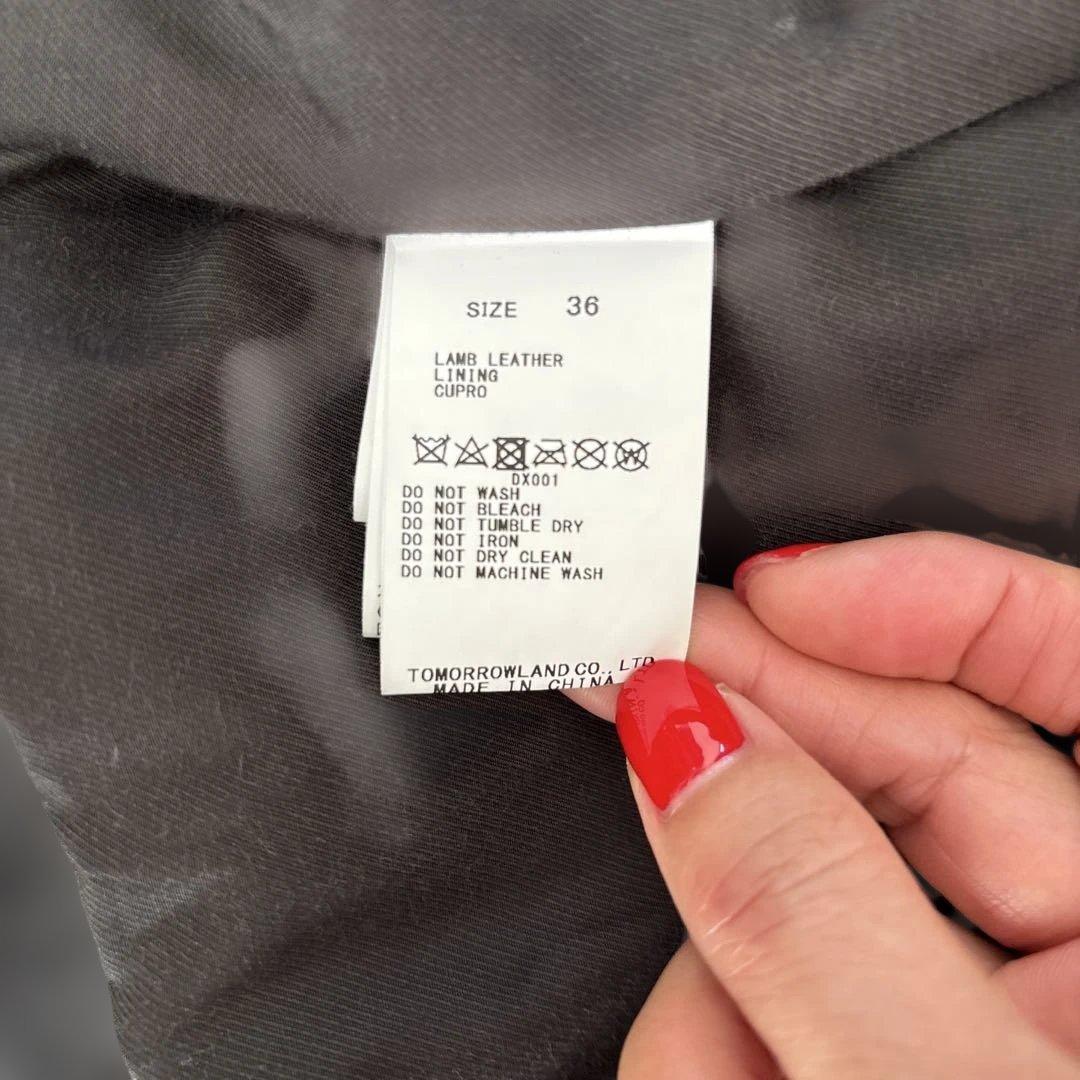 SIZE 36
LAMB LEATHER
LINING
CUPRO
DX001
DO NOT WASH
DO NOT BLEACH
DO NOT TUMBLE DRY
DO NOT IRON
DO NOT DRY CLEAN
DO NOT MACHINE WASH
TOMORROWLAND CO., LTD
MADE IN CHINA